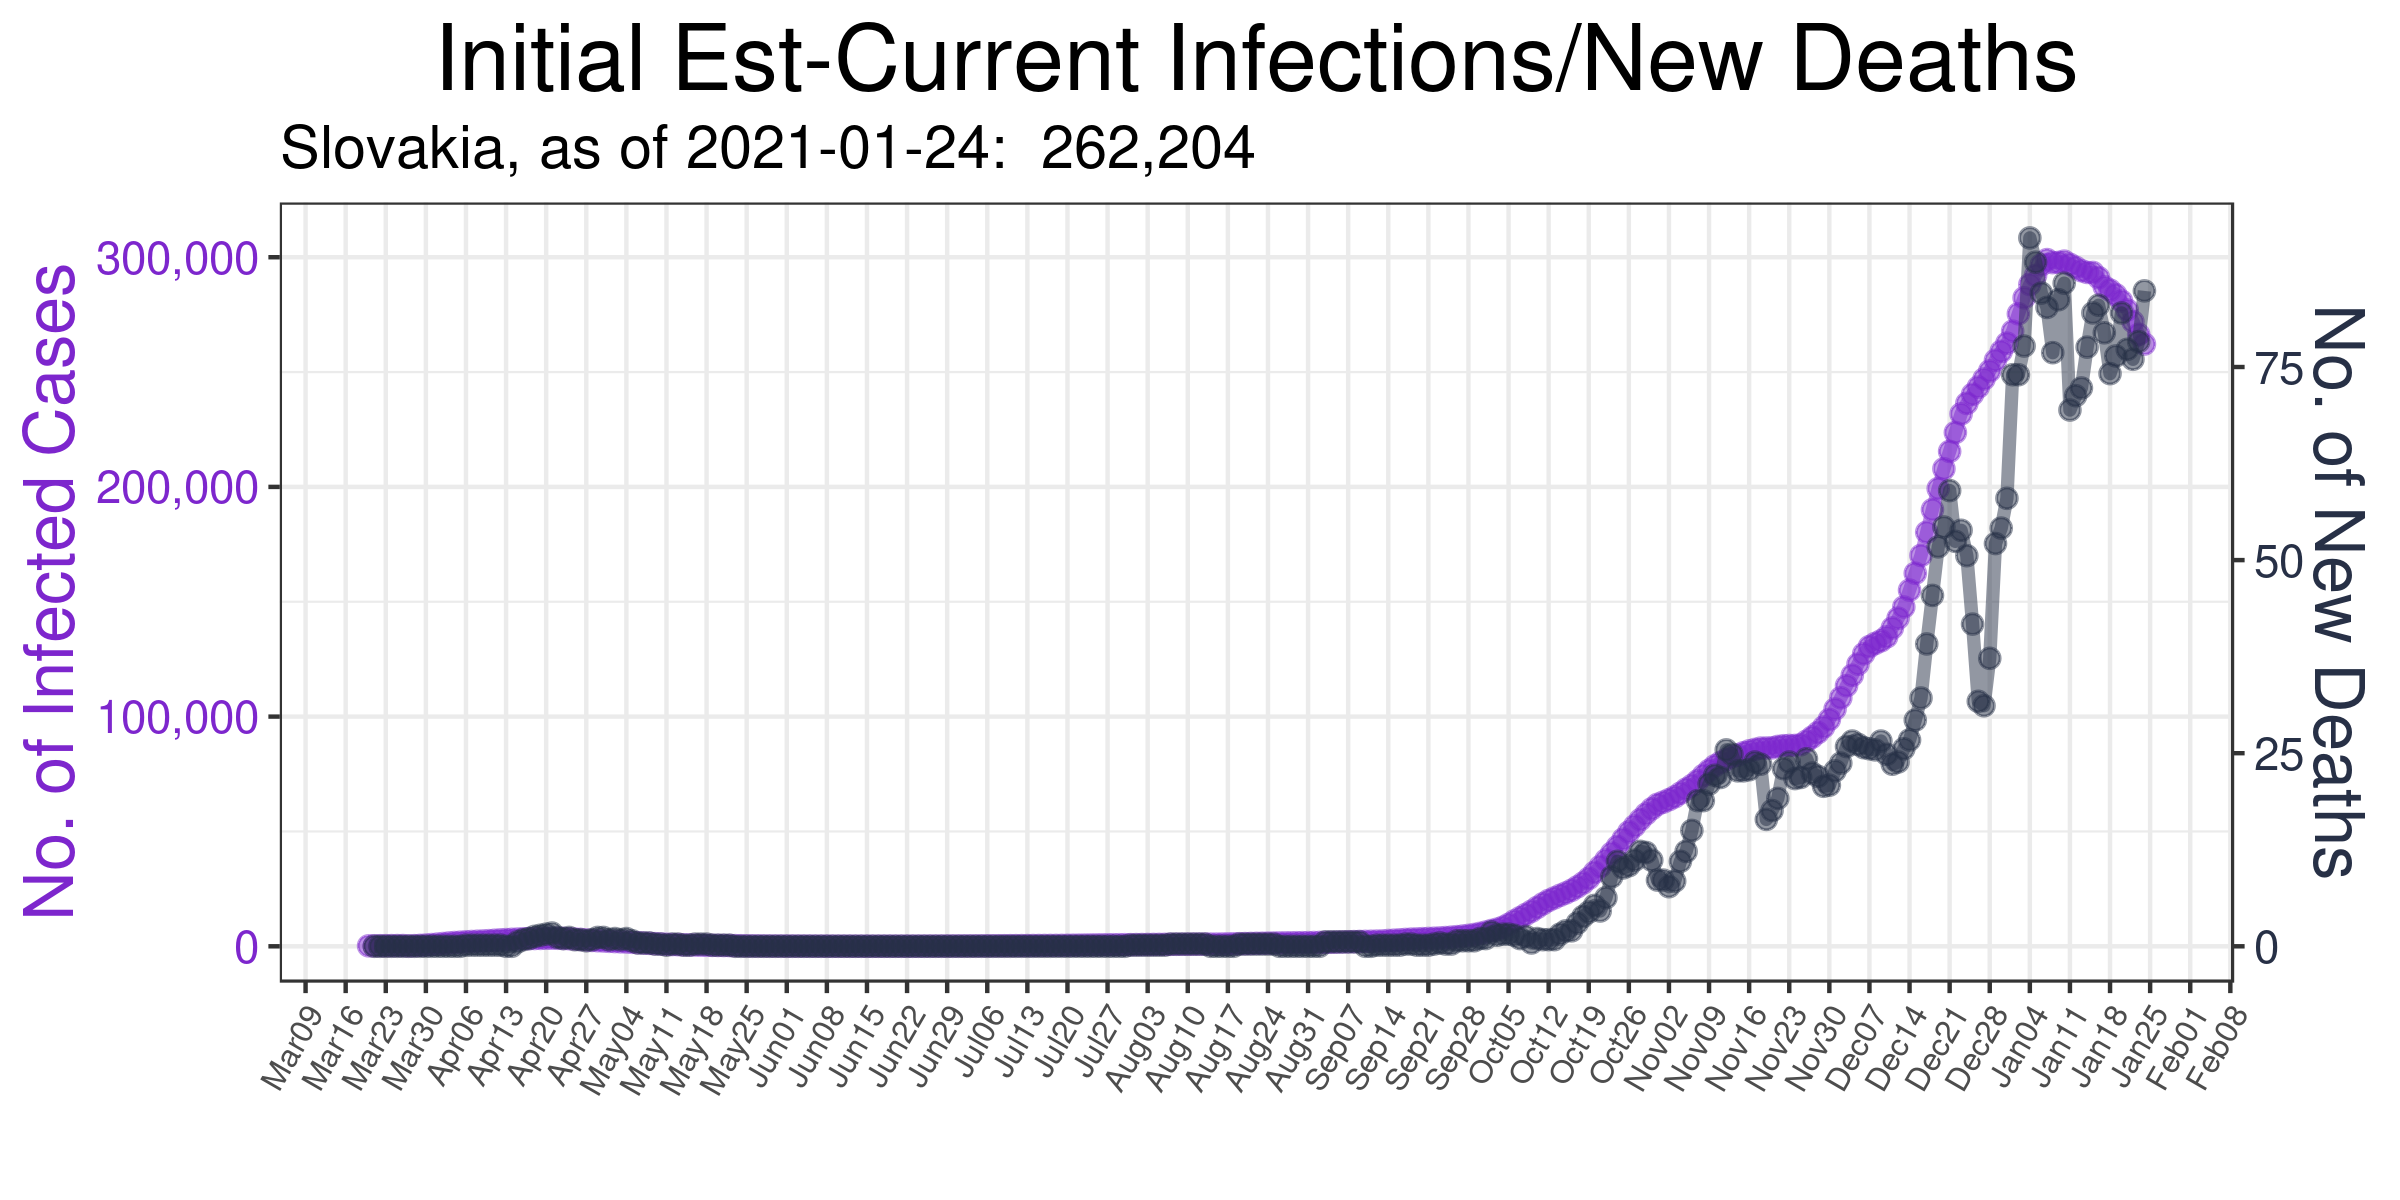 Initial Est-Current Infections/New Deaths
Slovakia, as of 2021-01-24:  262,204
No. of Infected Cases
300,000
200,000
100,000
0
75
50
25
0
No. of New Deaths
Mar09
Mar16
Mar23
Mar30
Apr06
Apr13
Apr20
Apr27
May04
May11
May18
May25
Jun01
Jun08
Jun15
Jun22
Jun29
Jul06
Jul13
Jul20
Jul27
Aug03
Aug10
Aug17
Aug24
Aug31
Sep07
Sep14
Sep21
Sep28
Oct05
Oct12
Oct19
Oct26
Nov02
Nov09
Nov16
Nov23
Nov30
Dec07
Dec14
Dec21
Dec28
Jan04
Jan11
Jan18
Jan25
Feb01
Feb08